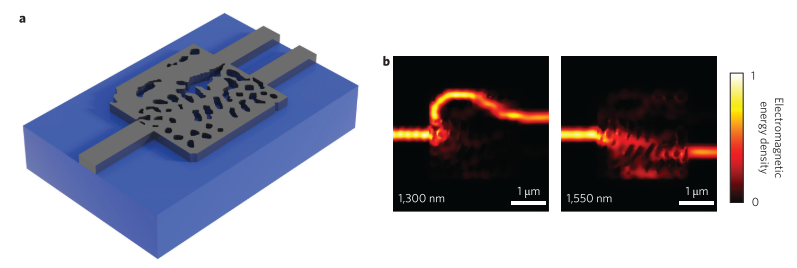 a
b
1,300 nm
1 µm
1,550 nm
1 µm
1
0
Electromagnetic
energy density